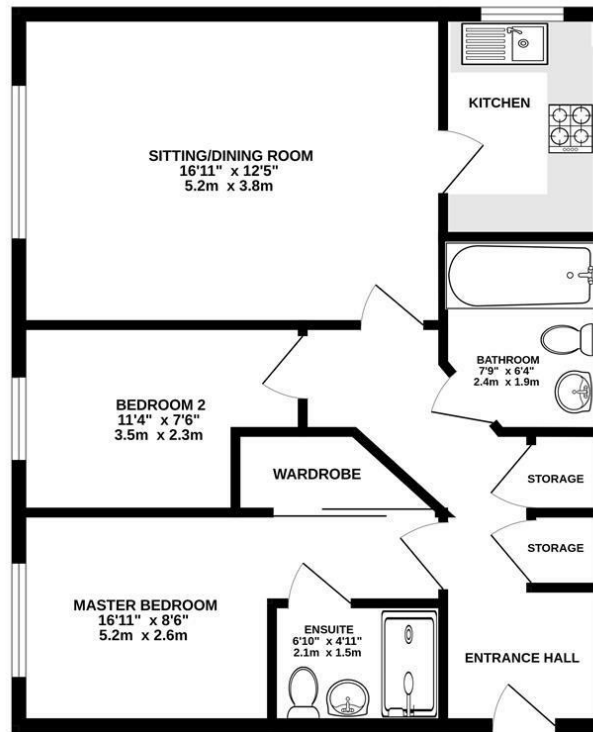 KITCHEN
SITTING/DINING ROOM
16'11" x 12'5"
5.2m x 3.8m
BATHROOM
7'9" x 6'4"
2.4m x 1.9m
BEDROOM 2
11'4" x 7'6"
3.5m x 2.3m
WARDROBE
STORAGE
STORAGE
MASTER BEDROOM
16'11" x 8'6"
5.2m x 2.6m
ENSUITE
6'10" x 4'11"
2.1m x 1.5m
ENTRANCE HALL